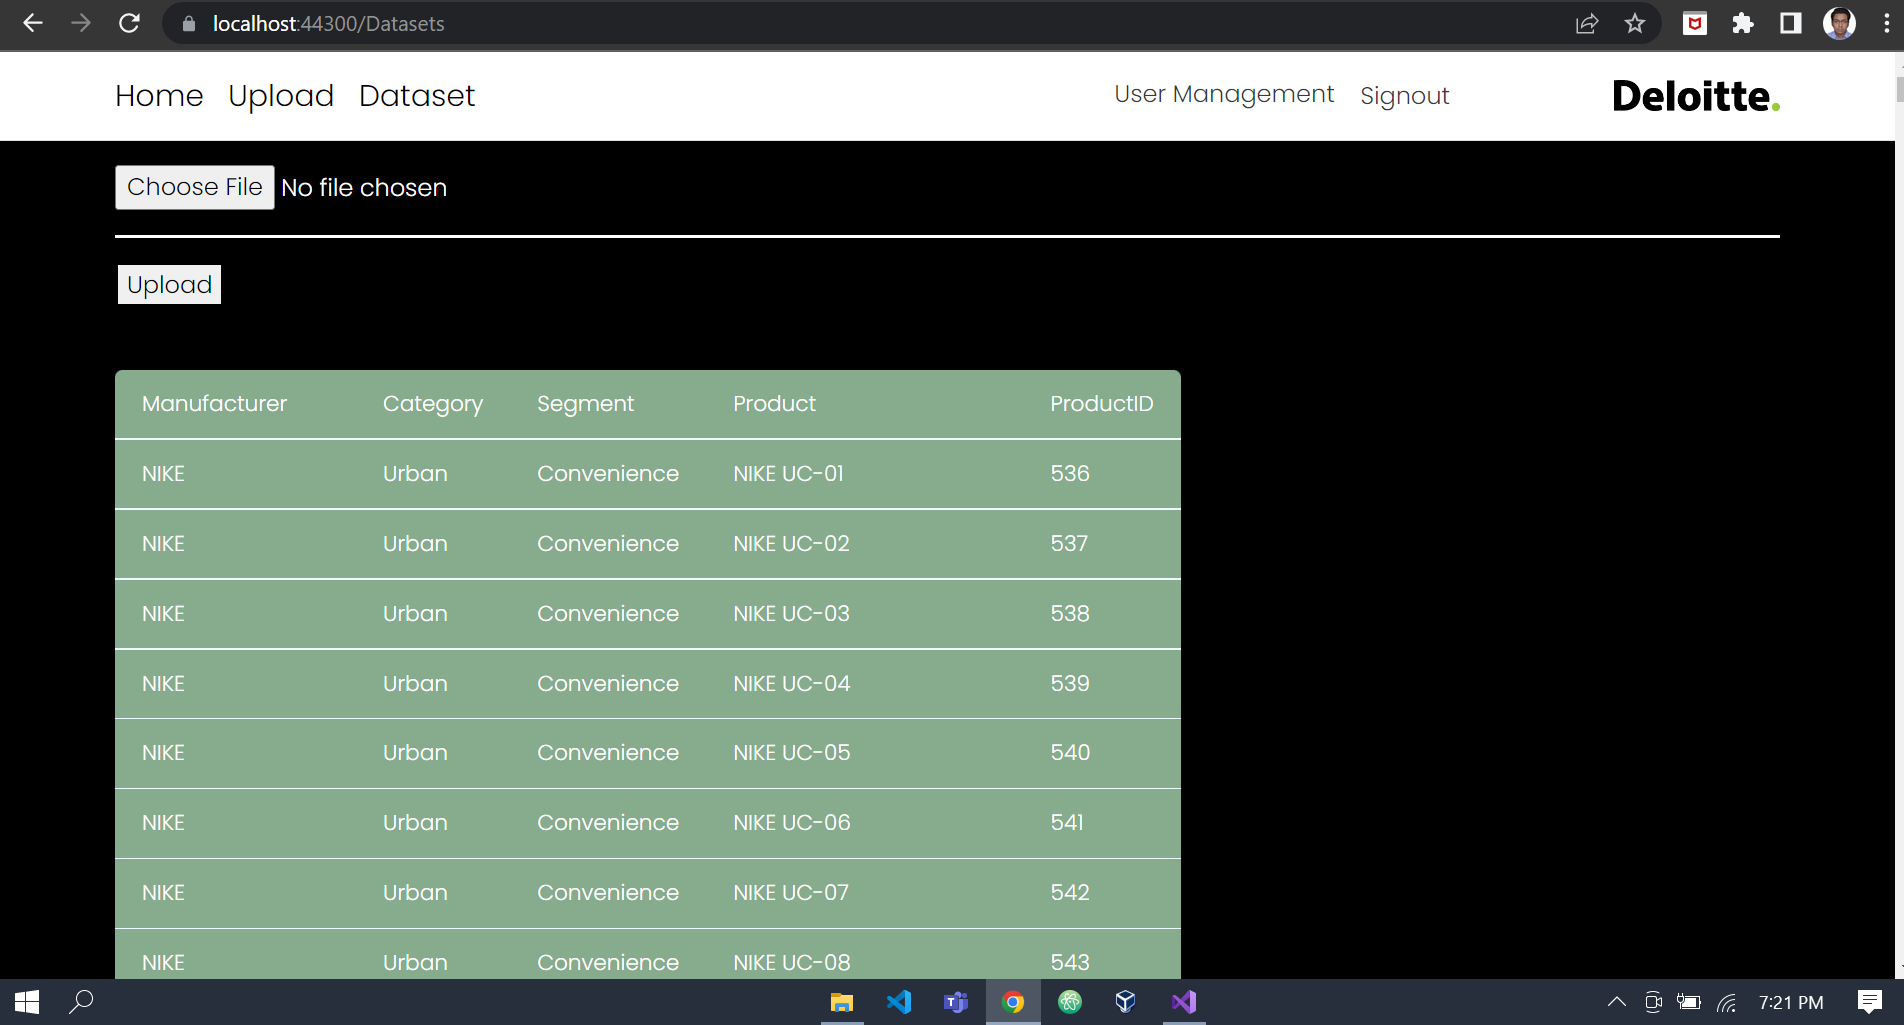 localhost:44300/Datasets
Home Upload Dataset User Management Signout Deloitte.
Choose File No file chosen
Upload
Manufacturer Category Segment Product ProductID
NIKE Urban Convenience NIKE UC-01 536
NIKE Urban Convenience NIKE UC-02 537
NIKE Urban Convenience NIKE UC-03 538
NIKE Urban Convenience NIKE UC-04 539
NIKE Urban Convenience NIKE UC-05 540
NIKE Urban Convenience NIKE UC-06 541
NIKE Urban Convenience NIKE UC-07 542
NIKE Urban Convenience NIKE UC-08 543
7:21 PM